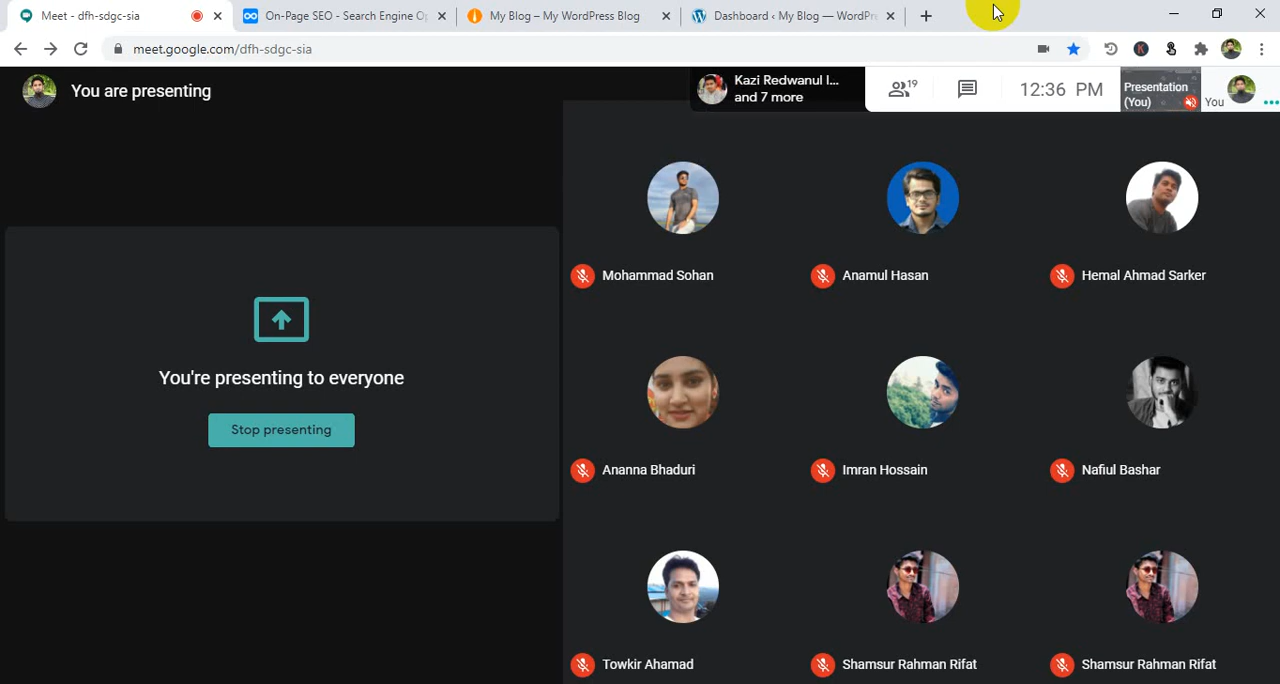 Meet - dfh-sdgc-sia
On-Page SEO - Search Engine Op
My Blog – My WordPress Blog
Dashboard ‹ My Blog — WordPre
meet.google.com/dfh-sdgc-sia
You are presenting
Kazi Redwanul I...
and 7 more
19
12:36 PM
Presentation
(You)
You
You're presenting to everyone
Stop presenting
Mohammad Sohan
Anamul Hasan
Hemal Ahmad Sarker
Ananna Bhaduri
Imran Hossain
Nafiul Bashar
Towkir Ahamad
Shamsur Rahman Rifat
Shamsur Rahman Rifat